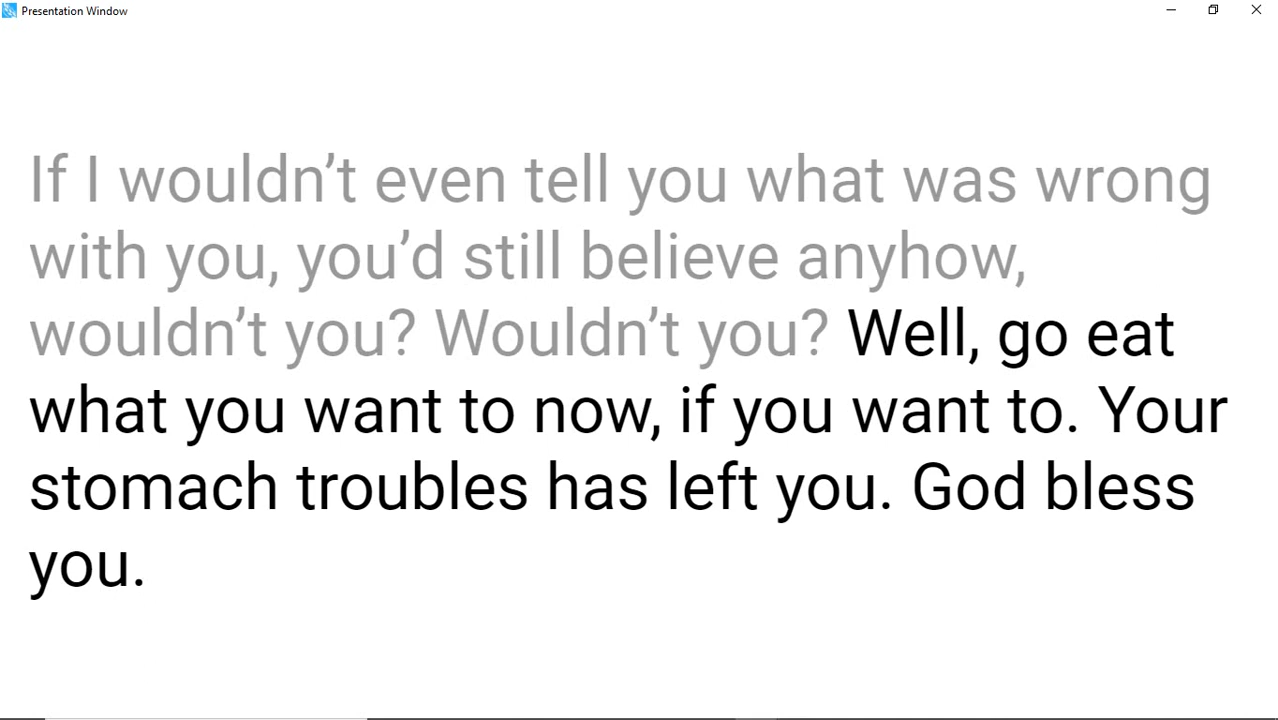 Presentation Window
If I wouldn’t even tell you what was wrong
with you, you’d still believe anyhow,
wouldn’t you? Wouldn’t you? Well, go eat
what you want to now, if you want to. Your
stomach troubles has left you. God bless
you.